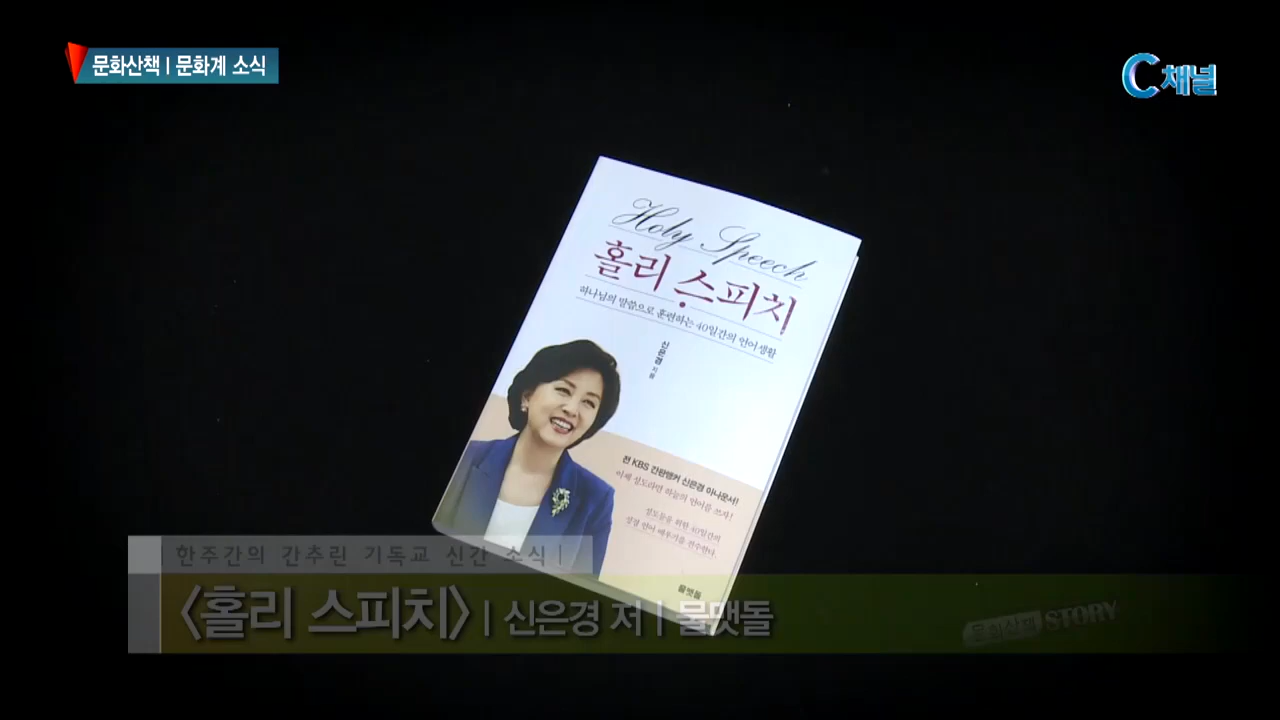 문화산책 | 문화계 소식
C채널
Holy Speech
홀리 스피치
하나님의 말씀으로 훈련하는 40일간의 언어생활
신은경 지음
전 KBS 간판앵커 신은경 아나운서!
이제 성도라면 하늘의 언어를 쓰자!
성도들을 위한 40일간의
성경 언어 배우기를 전수한다.
물맷돌
한주간의 간추린 기독교 신간 소식 |
<홀리 스피치> | 신은경 저 | 물맷돌
문화산책 STORY